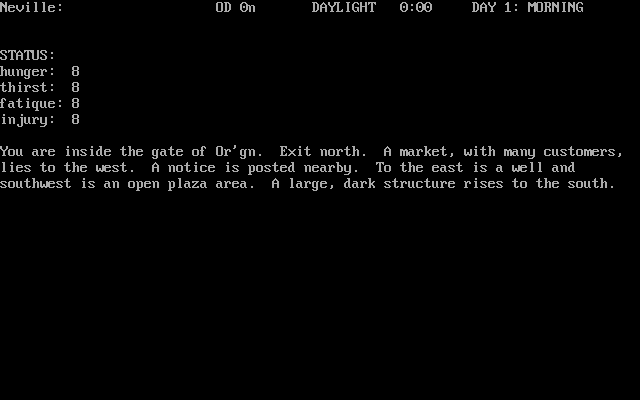 Neville: OD 0n DAYLIGHT 0:00 DAY 1: MORNING
STATUS:
hunger: 8
thirst: 8
fatique: 8
injury: 8
You are inside the gate of Or'gn. Exit north. A market, with many customers,
lies to the west. A notice is posted nearby. To the east is a well and
southwest is an open plaza area. A large, dark structure rises to the south.